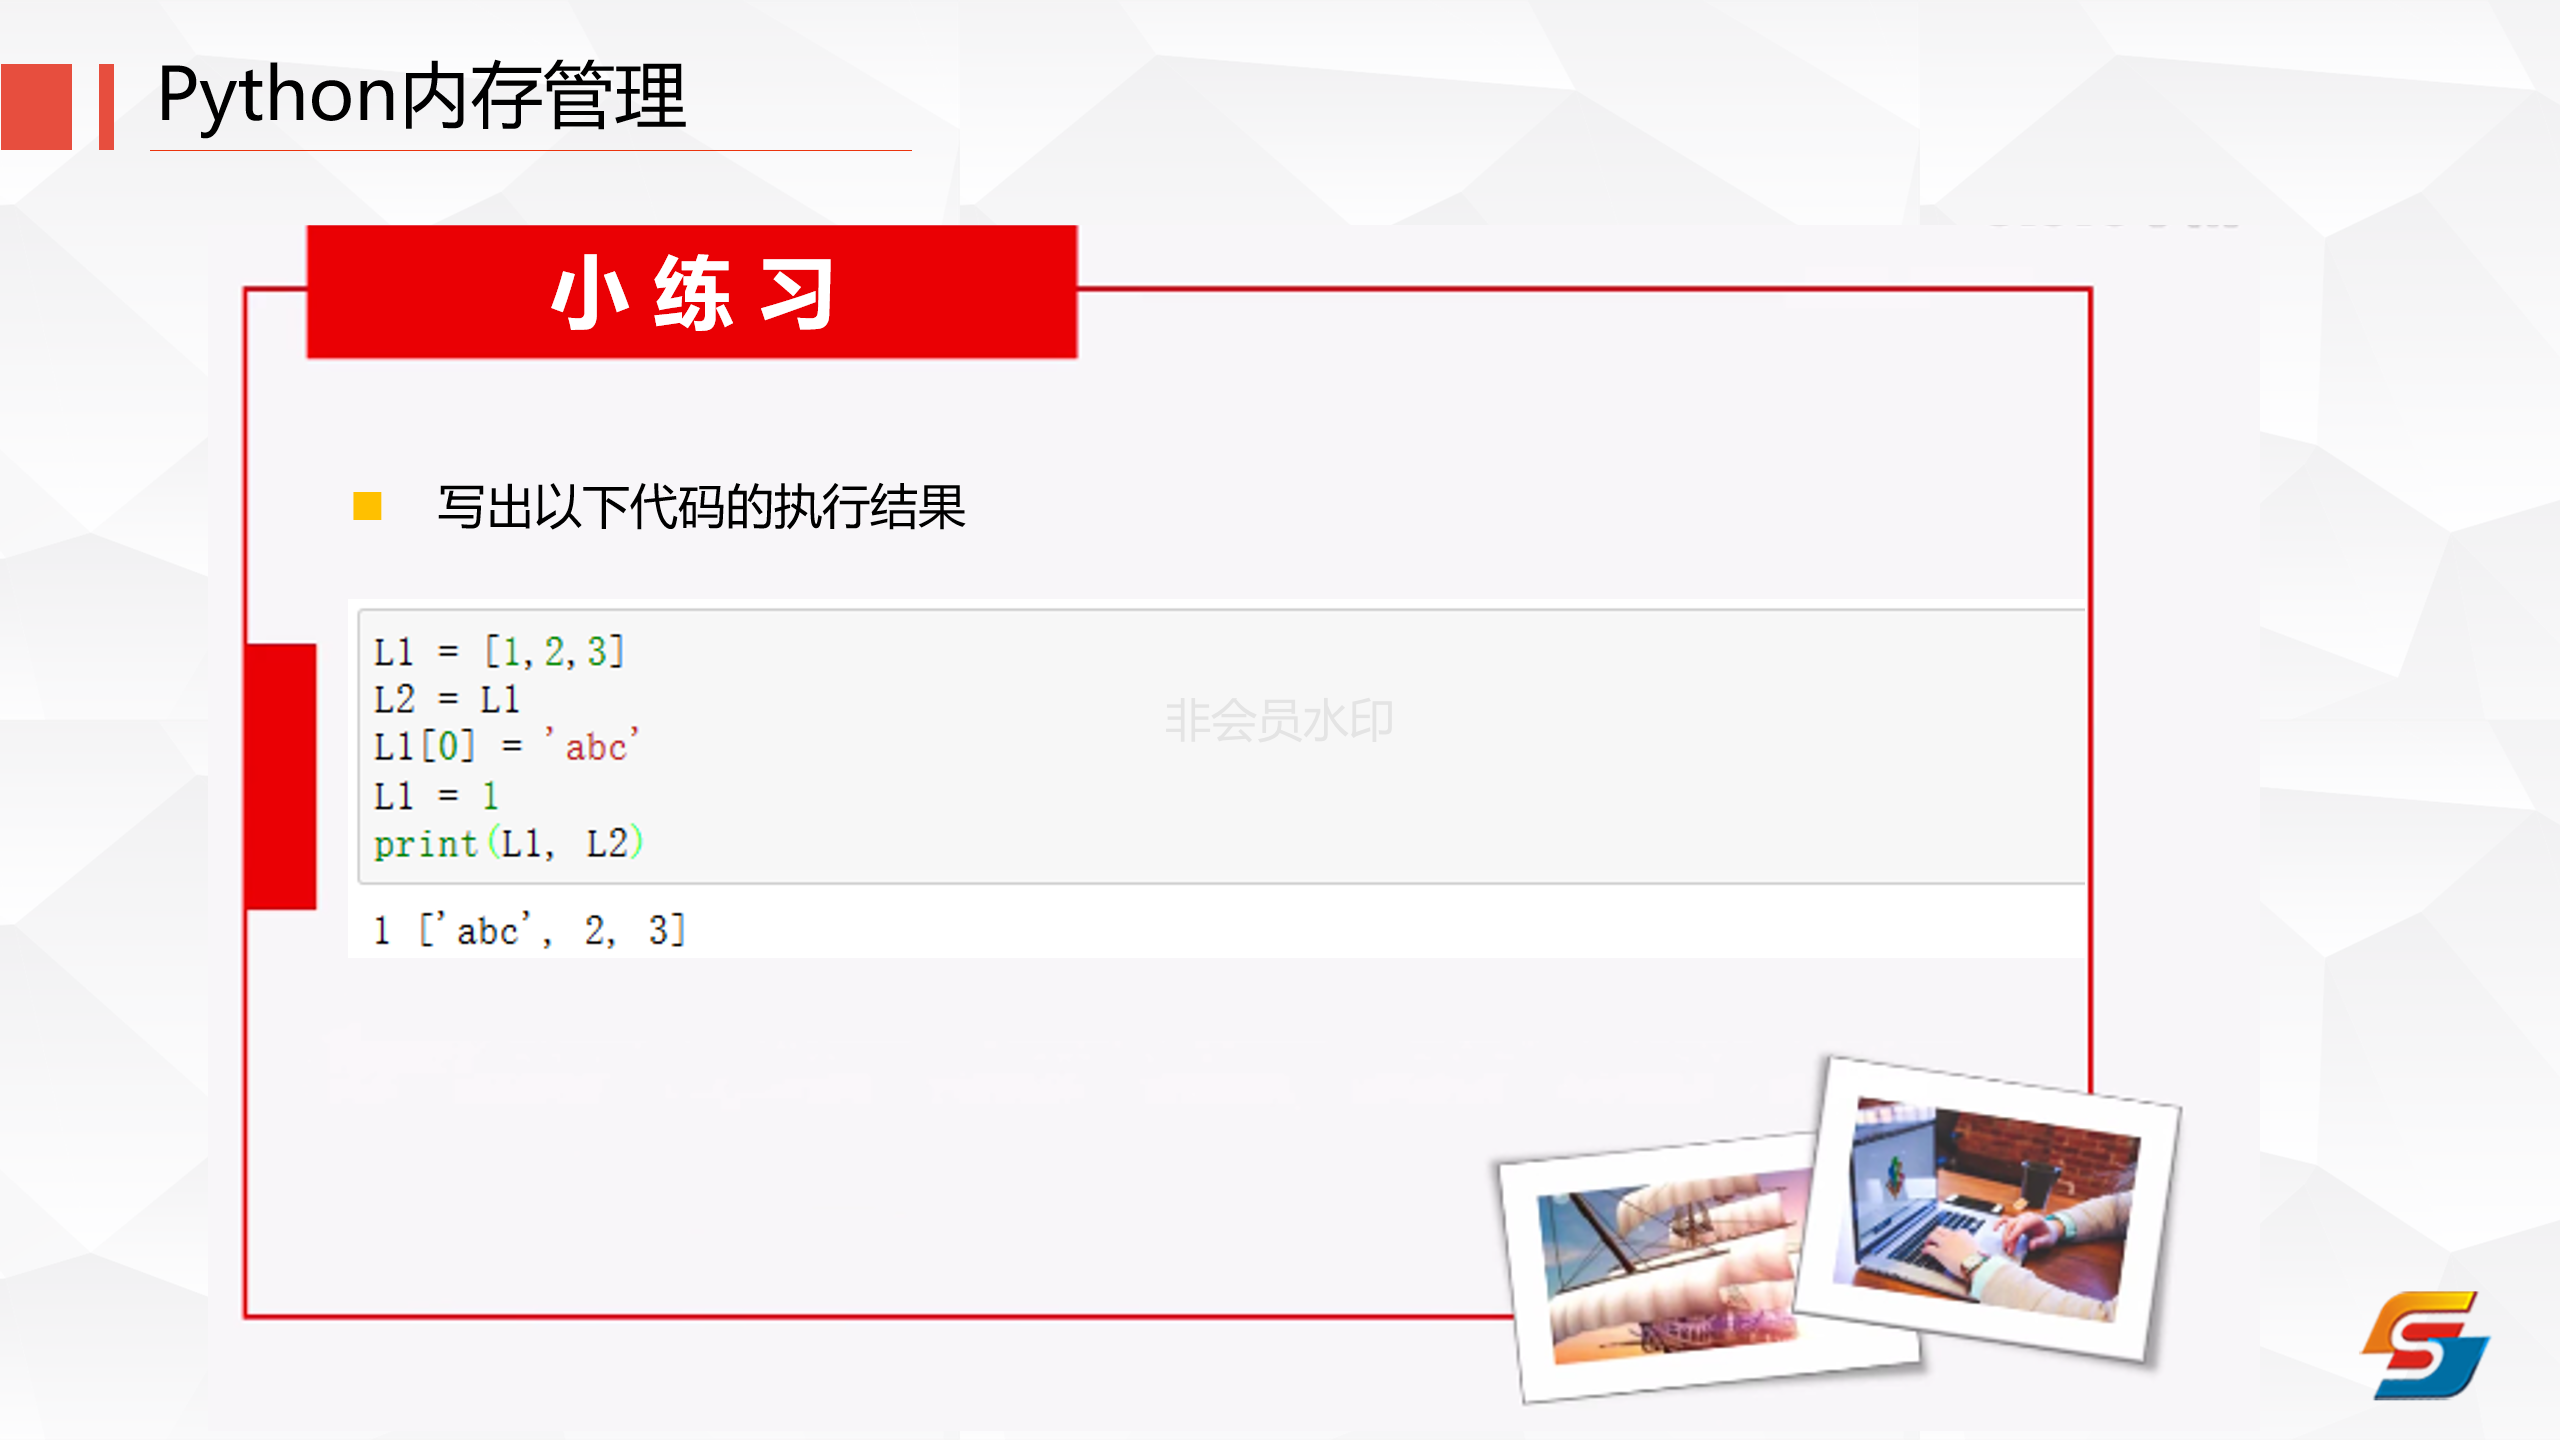 Python内存管理
小练习
写出以下代码的执行结果
L1 = [1,2,3]
L2 = L1
L1[0] = 'abc'
L1 = 1
print(L1, L2)
1 ['abc', 2, 3]
非会员水印